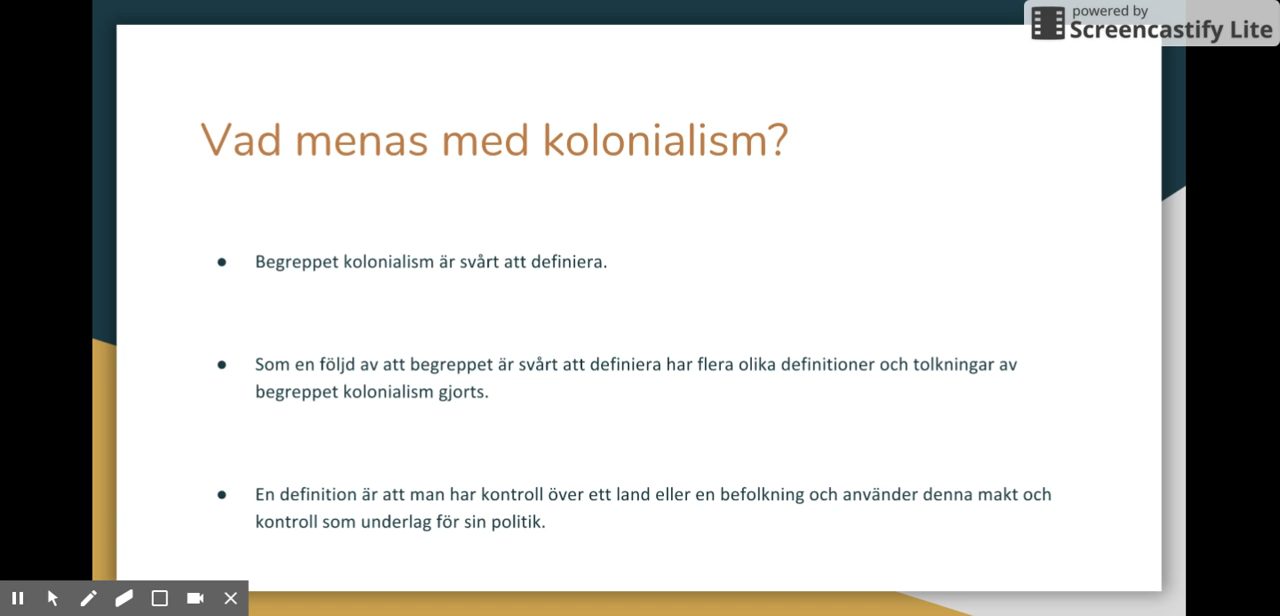 powered by
Screencastify Lite
Vad menas med kolonialism?
● Begreppet kolonialism är svårt att definiera.
● Som en följd av att begreppet är svårt att definiera har flera olika definitioner och tolkningar av
begreppet kolonialism gjorts.
● En definition är att man har kontroll över ett land eller en befolkning och använder denna makt och
kontroll som underlag för sin politik.